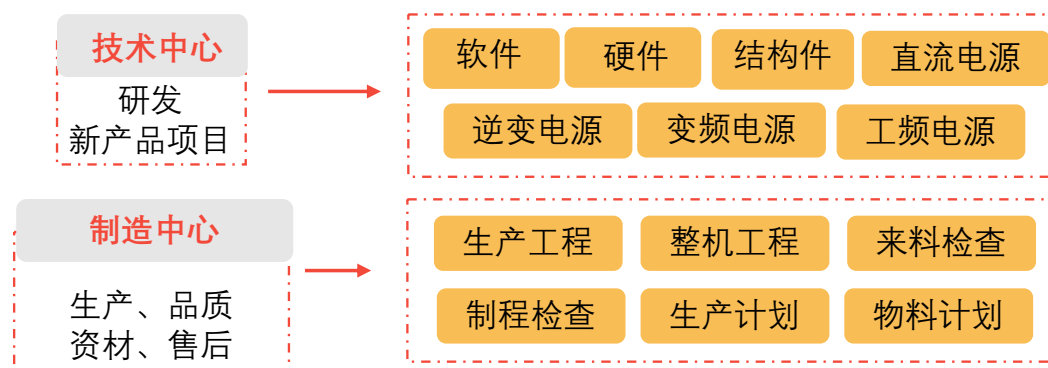 技术中心
研发
新产品项目
软件
硬件
结构件
直流电源
逆变电源
变频电源
工频电源
制造中心
生产、品质
资材、售后
生产工程
整机工程
来料检查
制程检查
生产计划
物料计划